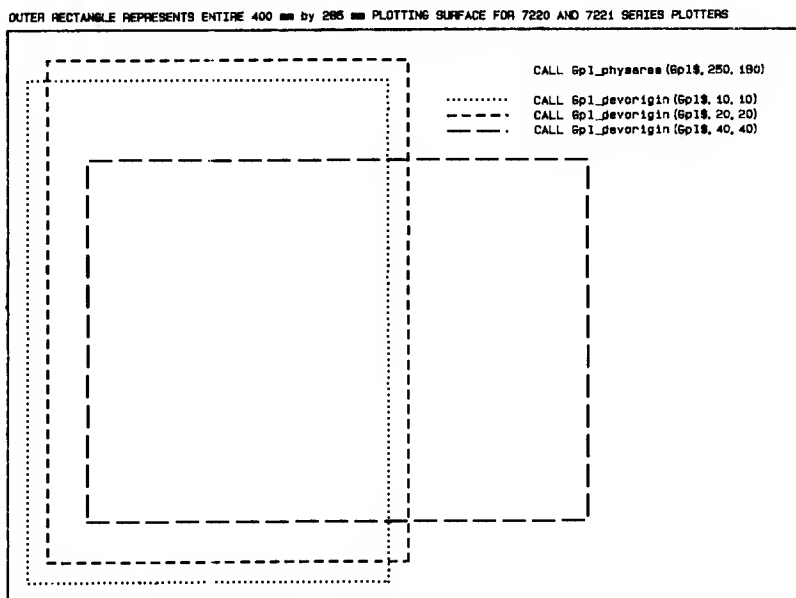 OUTER RECTANGLE REPRESENTS ENTIRE 400 mm by 285 mm PLOTTING SURFACE FOR 7220 AND 7221 SERIES PLOTTERS
CALL Gpl_physarea (Gpl$, 250, 180)
CALL Gpl_devorigin (Gpl$, 10, 10)
CALL Gpl_devorigin (Gpl$, 20, 20)
CALL Gpl_devorigin (Gpl$, 40, 40)